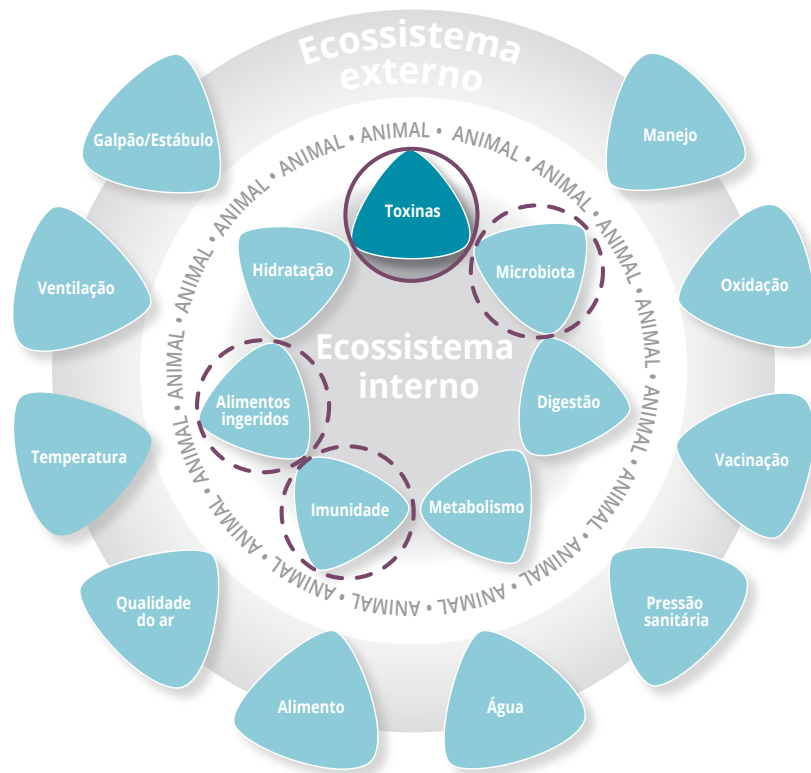 Ecossistema
externo
Galpão/Estábulo
Manejo
ANIMAL • ANIMAL • ANIMAL • ANIMAL • ANIMAL • ANIMAL • ANIMAL • ANIMAL • ANIMAL • ANIMAL • ANIMAL • ANIMAL • ANIMAL • ANIMAL • ANIMAL • ANIMAL • ANIMAL • ANIMAL •
Toxinas
Hidratação
Microbiota
Ventilação
Oxidação
Ecossistema
interno
Alimentos
ingeridos
Digestão
Temperatura
Vacinação
Imunidade
Metabolismo
Qualidade
do ar
Pressão
sanitária
Alimento
Água